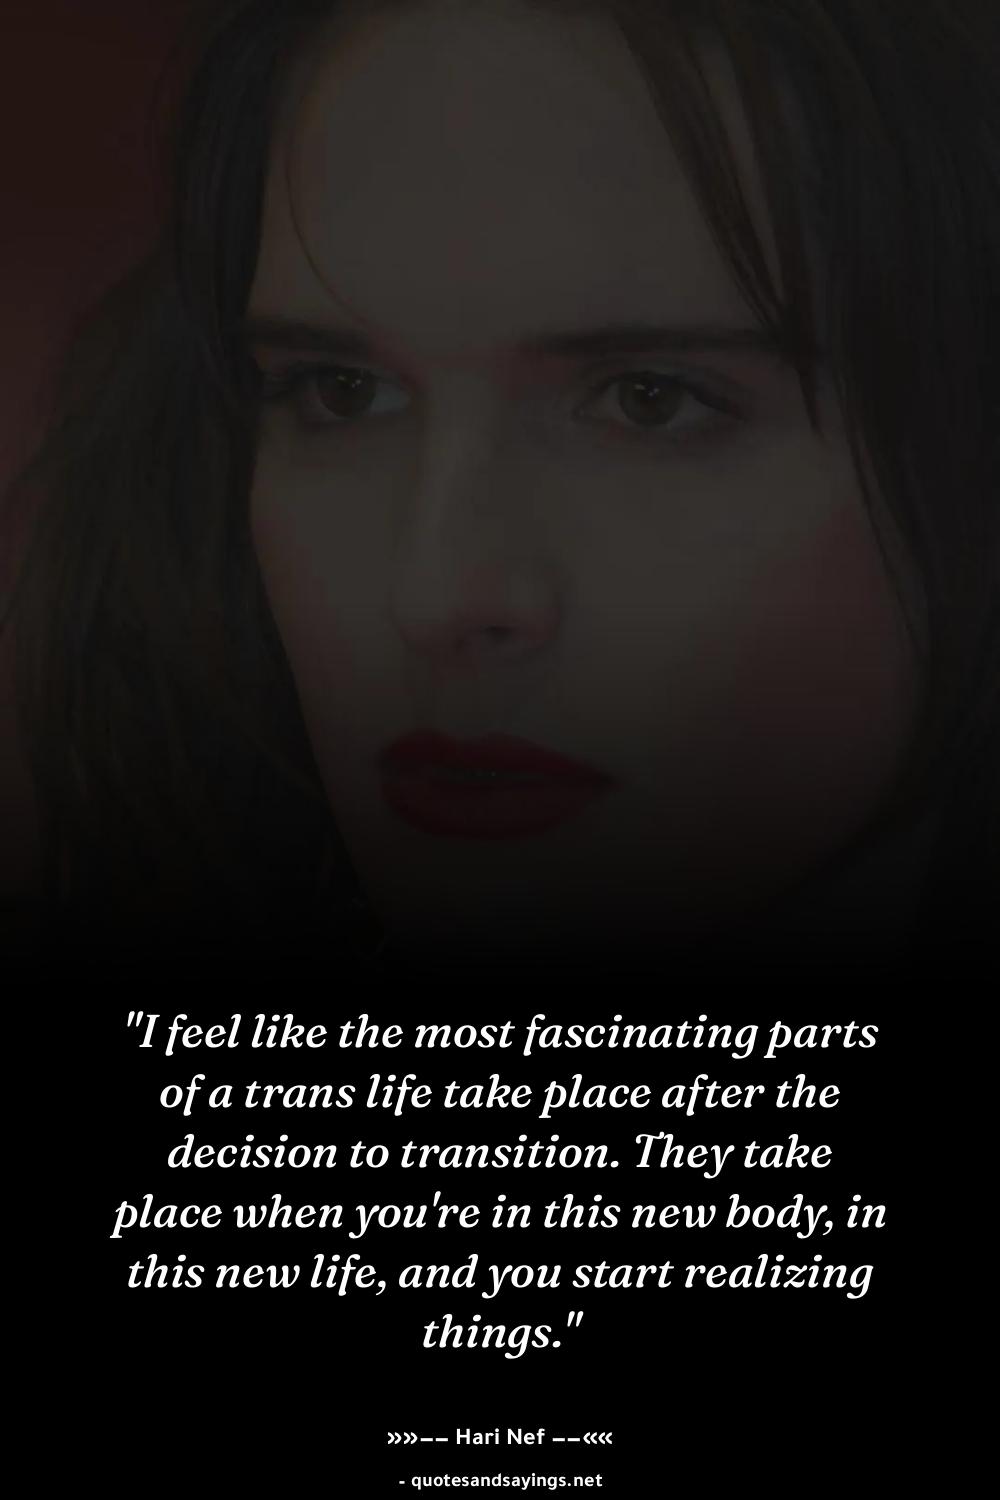 "I feel like the most fascinating parts
of a trans life take place after the
decision to transition. They take
place when you're in this new body, in
this new life, and you start realizing
things."
»»−− Hari Nef −−««
- quotesandsayings.net